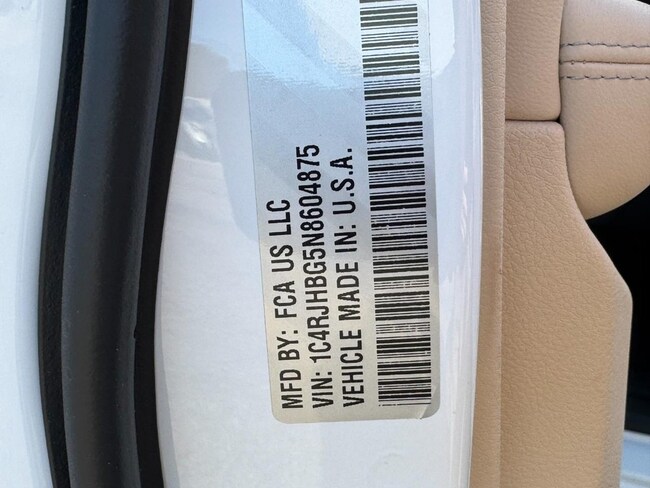 MFD BY: FCA US LLC
VIN: 1C4RJHBG5N8604875
VEHICLE MADE IN: U.S.A.